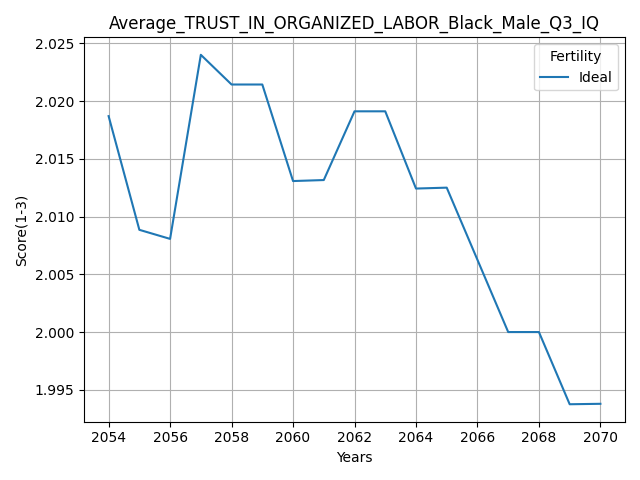 Average_TRUST_IN_ORGANIZED_LABOR_Black_Male_Q3_IQ
Fertility
Ideal
Score(1-3)
2.025
2.020
2.015
2.010
2.005
2.000
1.995
2054 2056 2058 2060 2062 2064 2066 2068 2070
Years